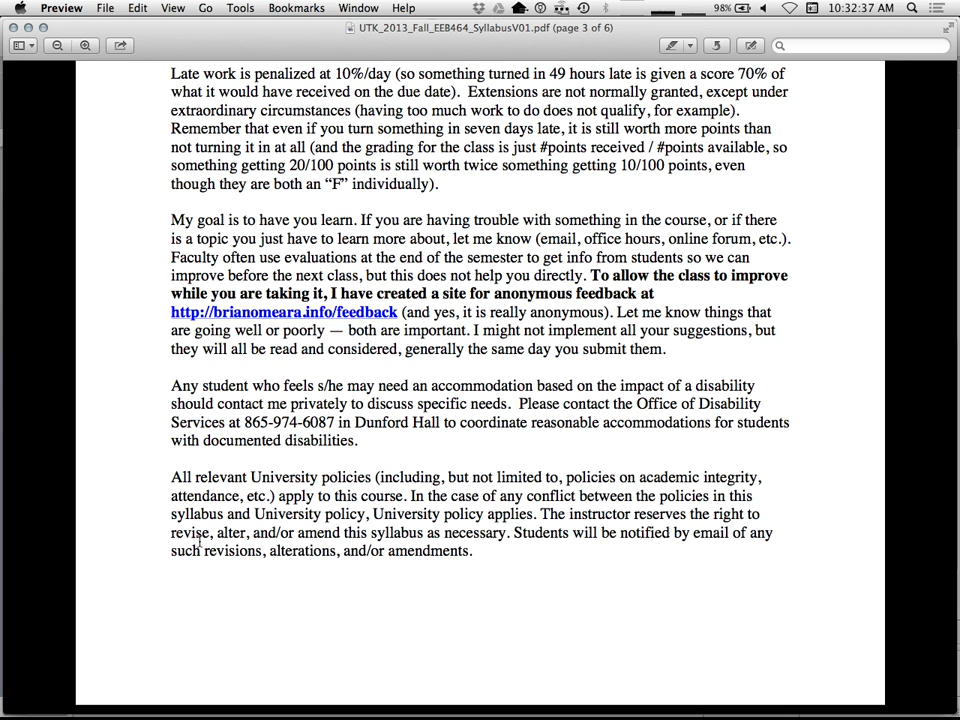 Preview File Edit View Go Tools Bookmarks Window Help 98% Fri 10:32:37 AM
UTK_2013_Fall_EEB464_SyllabusV01.pdf (page 3 of 6)
Late work is penalized at 10%/day (so something turned in 49 hours late is given a score 70% of
what it would have received on the due date).  Extensions are not normally granted, except under
extraordinary circumstances (having too much work to do does not qualify, for example).
Remember that even if you turn something in seven days late, it is still worth more points than
not turning it in at all (and the grading for the class is just #points received / #points available, so
something getting 20/100 points is still worth twice something getting 10/100 points, even
though they are both an “F” individually).
My goal is to have you learn. If you are having trouble with something in the course, or if there
is a topic you just have to learn more about, let me know (email, office hours, online forum, etc.).
Faculty often use evaluations at the end of the semester to get info from students so we can
improve before the next class, but this does not help you directly. To allow the class to improve
while you are taking it, I have created a site for anonymous feedback at
http://brianomeara.info/feedback (and yes, it is really anonymous). Let me know things that
are going well or poorly — both are important. I might not implement all your suggestions, but
they will all be read and considered, generally the same day you submit them.
Any student who feels s/he may need an accommodation based on the impact of a disability
should contact me privately to discuss specific needs.  Please contact the Office of Disability
Services at 865-974-6087 in Dunford Hall to coordinate reasonable accommodations for students
with documented disabilities.
All relevant University policies (including, but not limited to, policies on academic integrity,
attendance, etc.) apply to this course. In the case of any conflict between the policies in this
syllabus and University policy, University policy applies. The instructor reserves the right to
revise, alter, and/or amend this syllabus as necessary. Students will be notified by email of any
such revisions, alterations, and/or amendments.